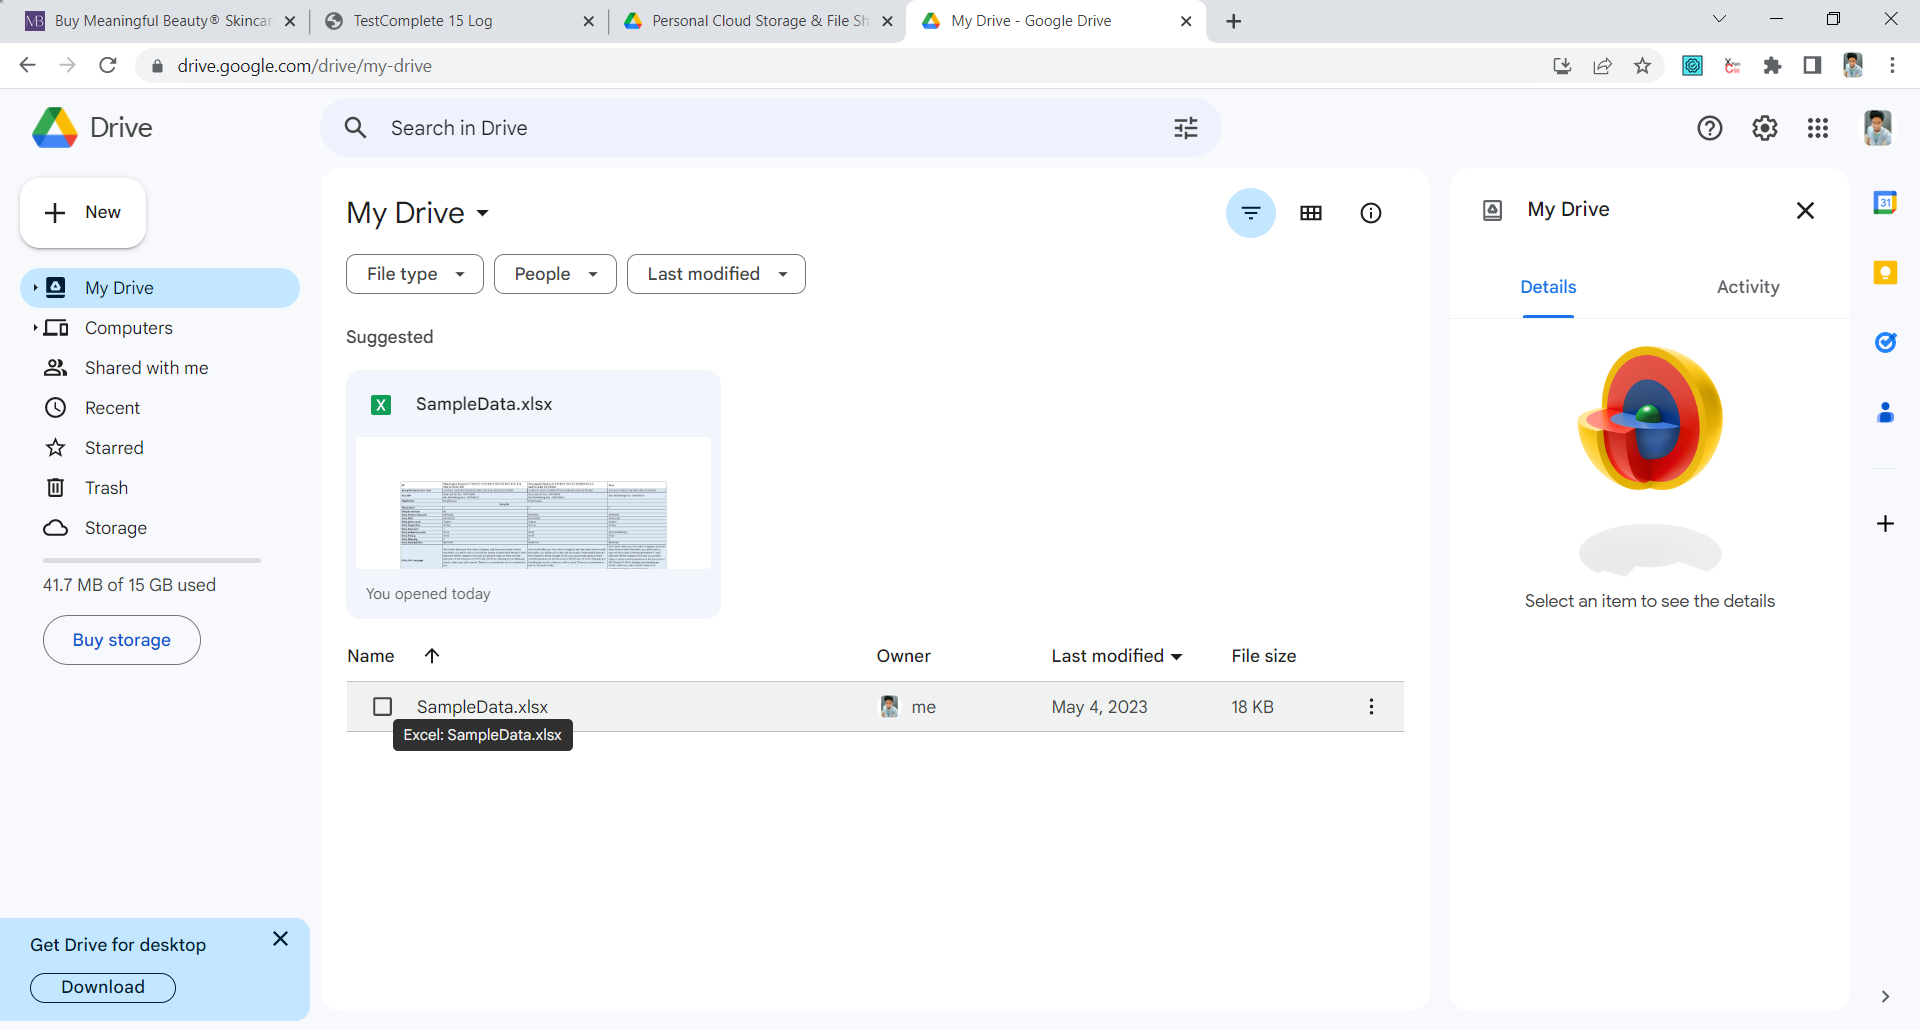 Buy Meaningful Beauty® Skincar
TestComplete 15 Log
Personal Cloud Storage & File Sh
My Drive - Google Drive
drive.google.com/drive/my-drive
Drive
Search in Drive
New
My Drive
Computers
Shared with me
Recent
Starred
Trash
Storage
41.7 MB of 15 GB used
Buy storage
Get Drive for desktop
Download
My Drive
File type
People
Last modified
Suggested
X
SampleData.xlsx
You opened today
Name
Owner
Last modified
File size
SampleData.xlsx
me
May 4, 2023
18 KB
Excel: SampleData.xlsx
My Drive
Details
Activity
Select an item to see the details
31